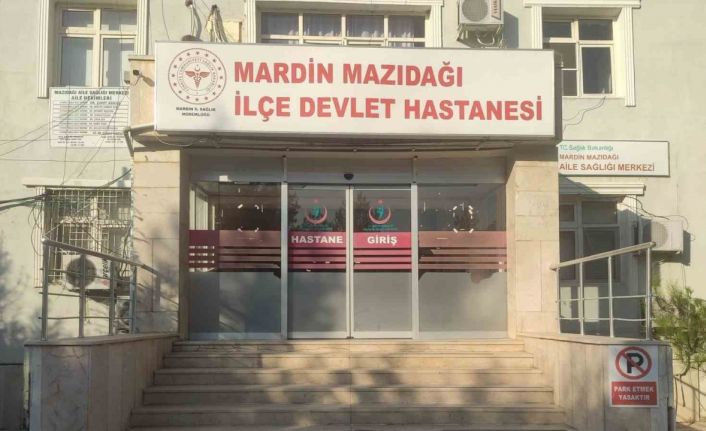 MARDİN MAZIDAĞI
İLÇE DEVLET HASTANESİ
MARDİN İL SAĞLIK
MÜDÜRLÜĞÜ
MAZIDAĞI AİLE SAĞLIĞI MERKEZİ
AİLE HEKİMLERİ
T.C.Sağlık Bakanlığı
MARDİN MAZIDAĞI
AİLE SAĞLIĞI MERKEZİ
HASTANE
GİRİŞ
P
PARK ETMEK
YASAKTIR